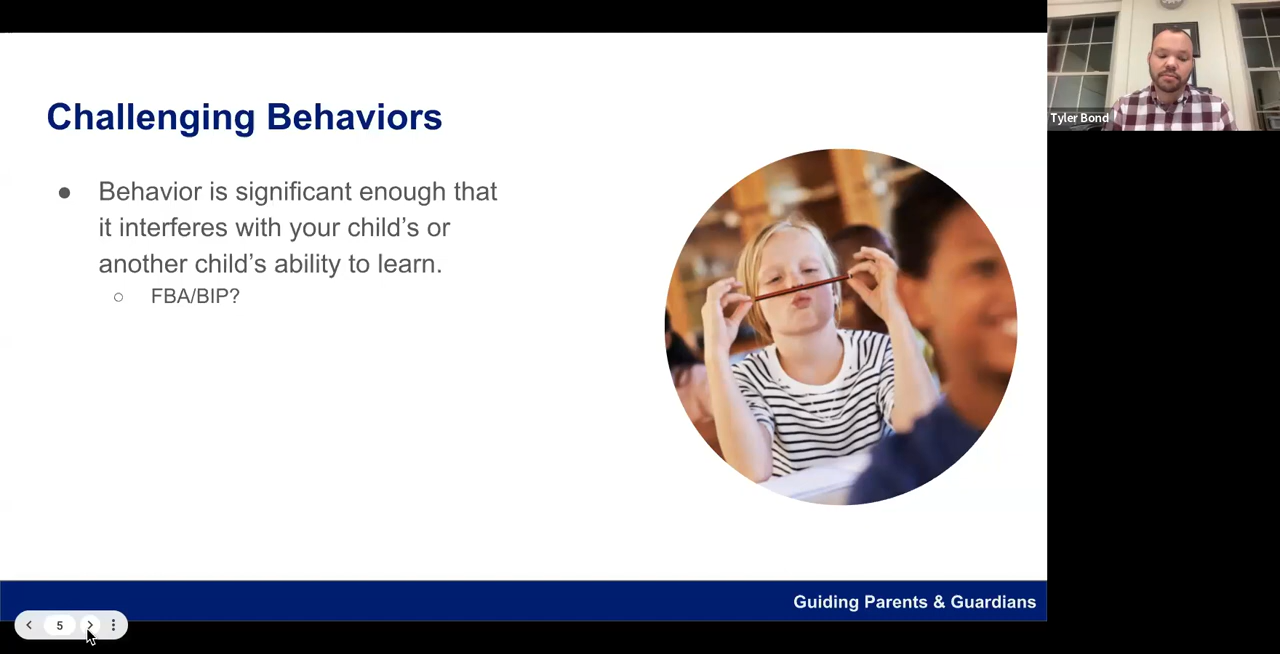 Challenging Behaviors
● Behavior is significant enough that
it interferes with your child’s or
another child’s ability to learn.
○ FBA/BIP?
Guiding Parents & Guardians
5
Tyler Bond